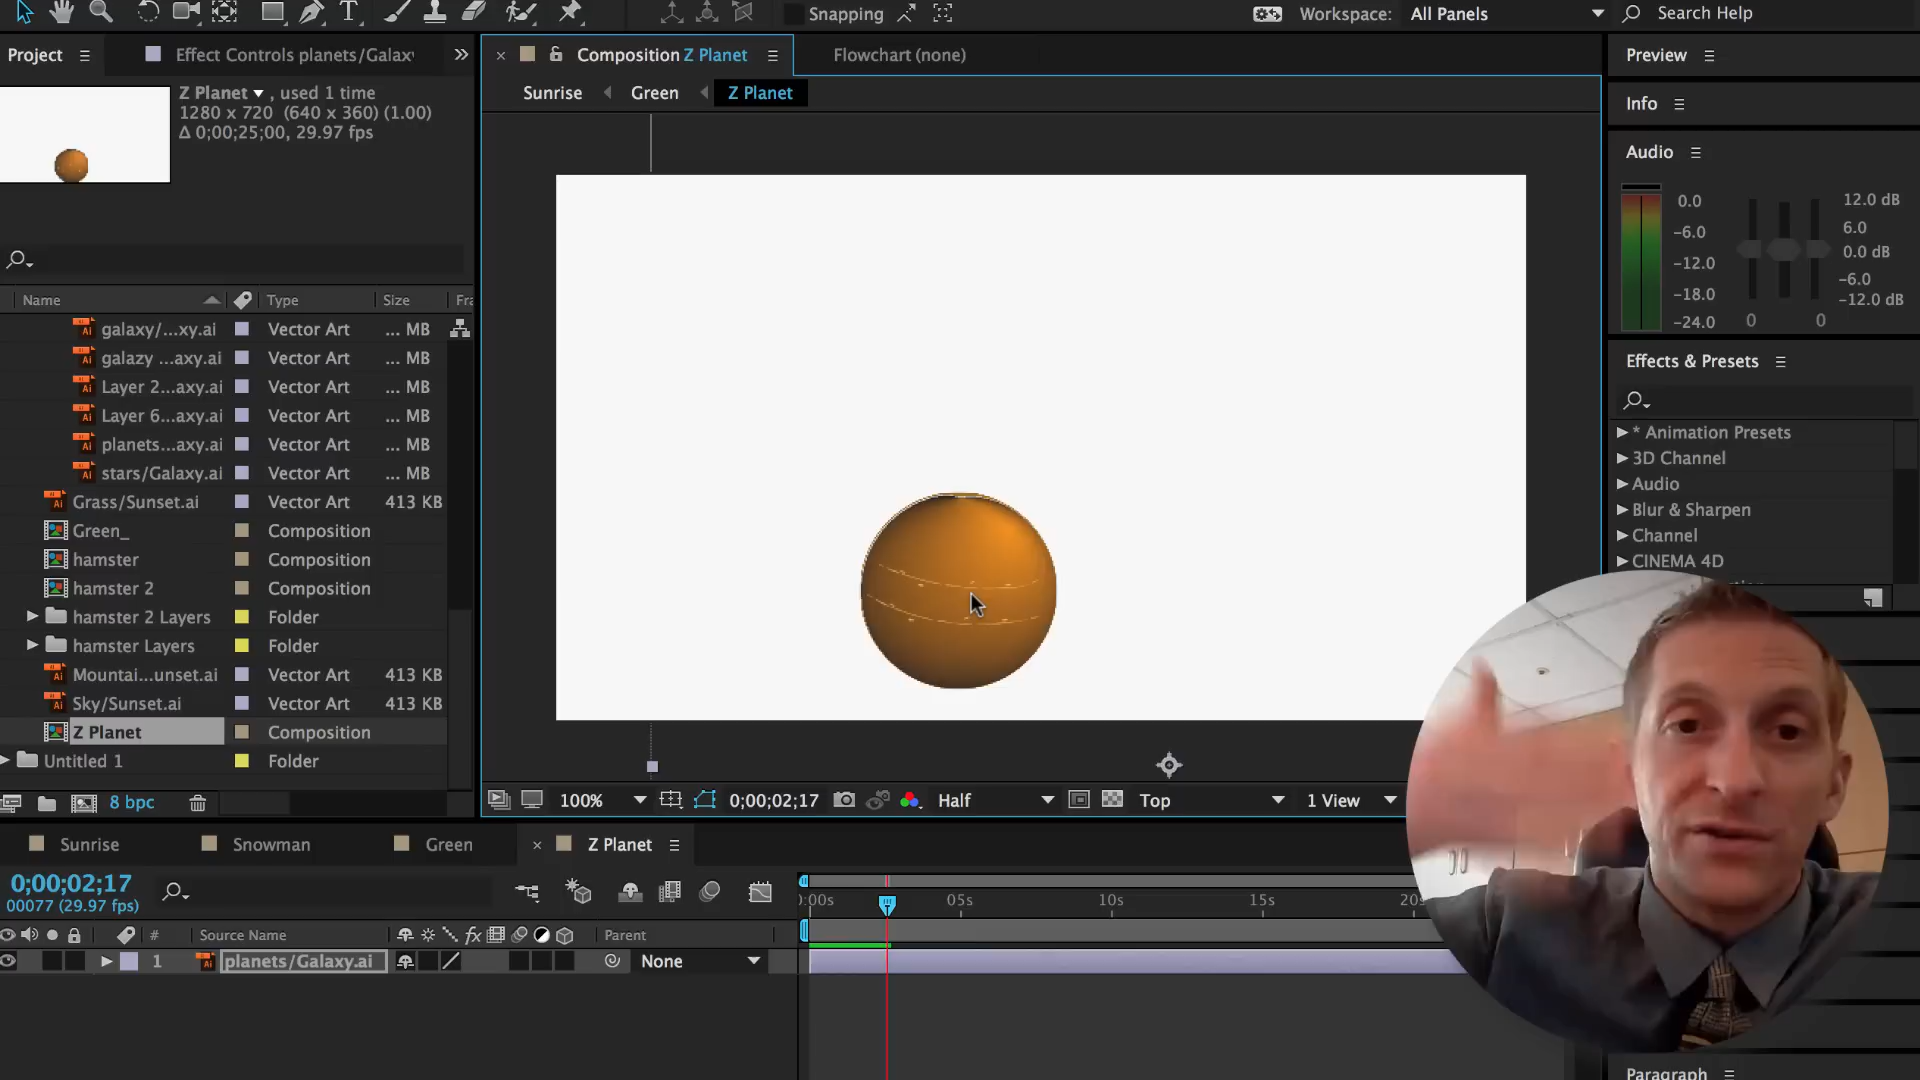 Snapping
Workspace:
All Panels
Search Help
Project
Effect Controls planets/Galaxy
Composition Z Planet
Flowchart (none)
Preview
Z Planet , used 1 time
1280 x 720 (640 x 360) (1.00)
Δ 0;00;25;00, 29.97 fps
Sunrise
Green
Z Planet
Info
Audio
0.0
-6.0
-12.0
-18.0
-24.0
12.0 dB
6.0
0.0 dB
-6.0
-12.0 dB
0
0
Name
Type
Size
Fra
galaxy/...xy.ai Vector Art ... MB
galazy ...axy.ai Vector Art ... MB
Layer 2...axy.ai Vector Art ... MB
Layer 6...axy.ai Vector Art ... MB
planets...axy.ai Vector Art ... MB
stars/Galaxy.ai Vector Art ... MB
Grass/Sunset.ai Vector Art 413 KB
Green_ Composition
hamster Composition
hamster 2 Composition
hamster 2 Layers Folder
hamster Layers Folder
Mountai...unset.ai Vector Art 413 KB
Sky/Sunset.ai Vector Art 413 KB
Z Planet Composition
Untitled 1 Folder
8 bpc
Effects & Presets
* Animation Presets
3D Channel
Audio
Blur & Sharpen
Channel
CINEMA 4D
100%
0;00;02;17
Half
Top
1 View
Sunrise
Snowman
Green
Z Planet
0;00;02;17
00077 (29.97 fps)
:00s
05s
10s
15s
20s
#
Source Name
fx
Parent
1 planets/Galaxy.ai
None
Paragraph